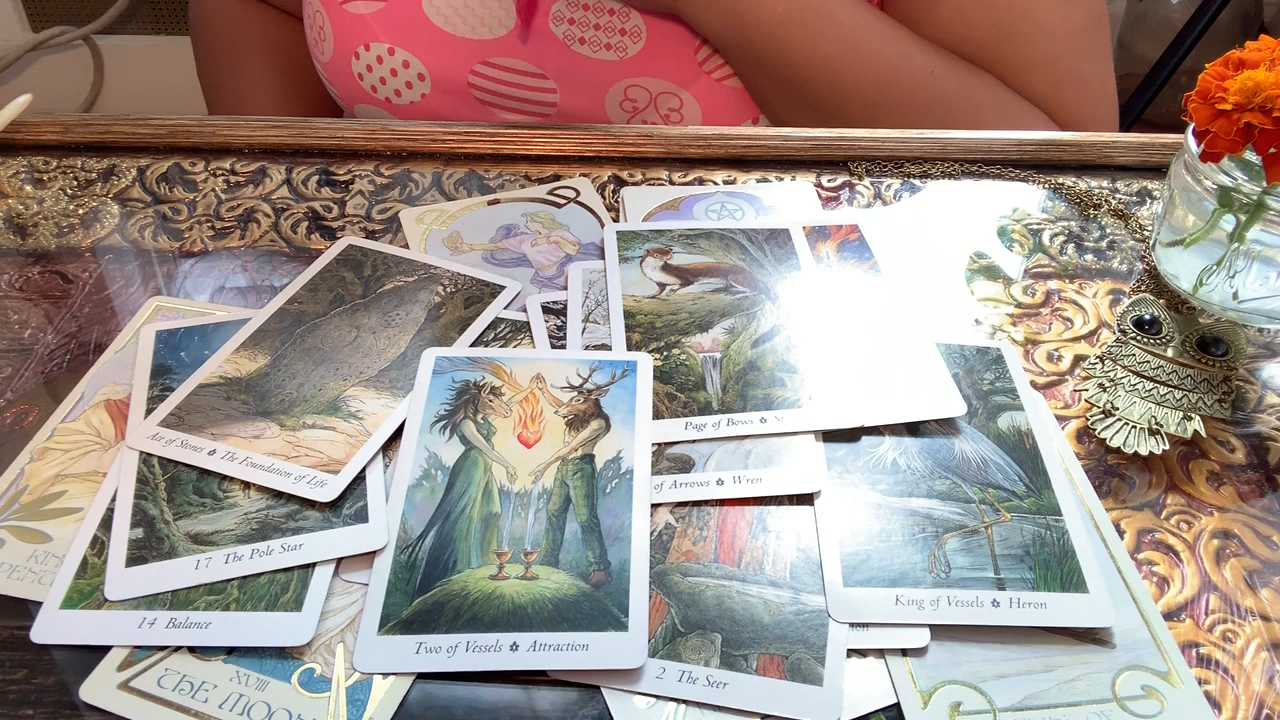 Page of Bows
of Arrows Wren
Ace of Stones The Foundation of Life
17 The Pole Star
King of Vessels Heron
14 Balance
Two of Vessels Attraction
2 The Seer
XVIII
THE MOON